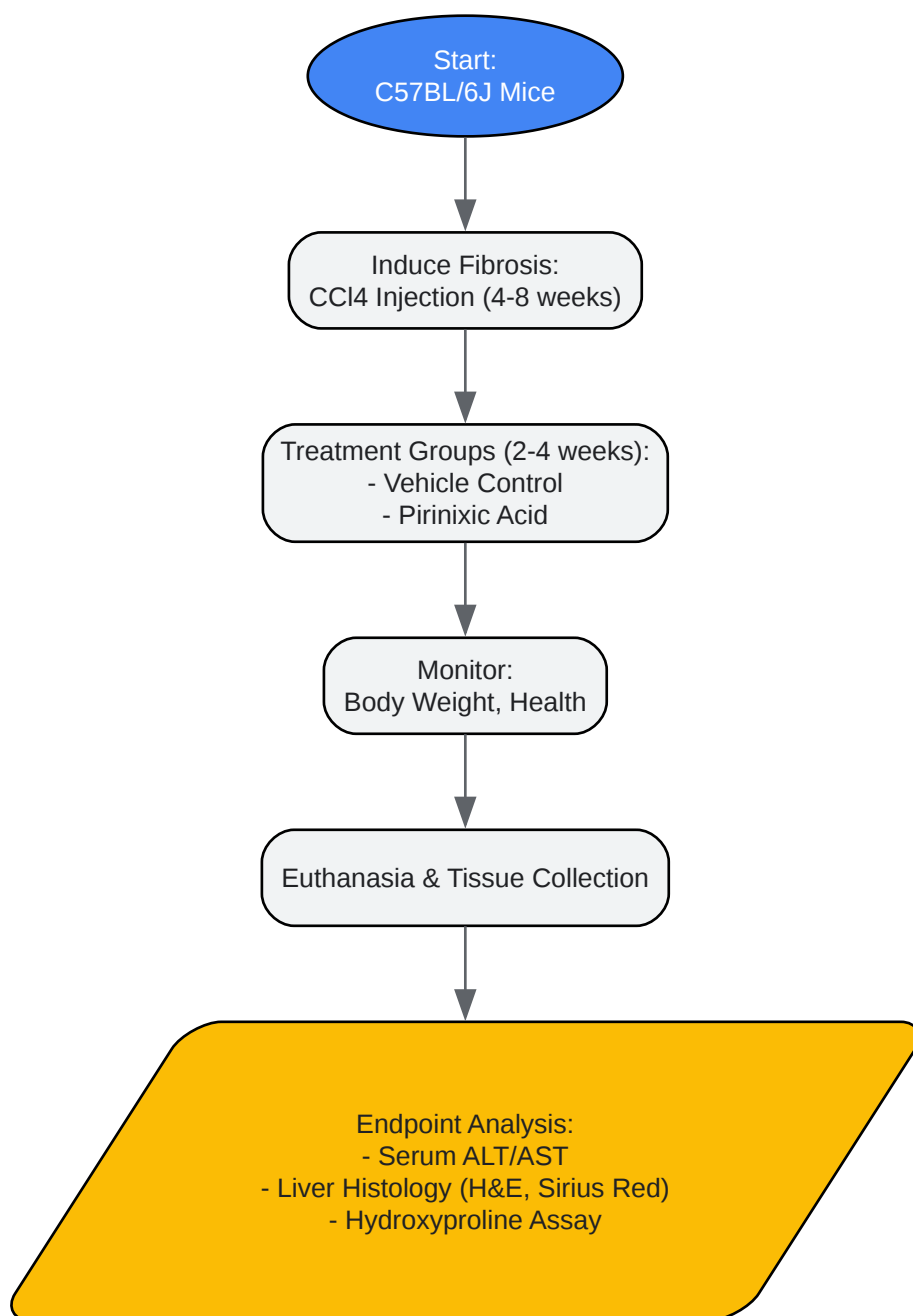 Start:
C57BL/6J Mice
Induce Fibrosis:
CCl4 Injection (4-8 weeks)
Treatment Groups (2-4 weeks):
- Vehicle Control
- Pirinixic Acid
Monitor:
Body Weight, Health
Euthanasia & Tissue Collection
Endpoint Analysis:
- Serum ALT/AST
- Liver Histology (H&E, Sirius Red)
- Hydroxyproline Assay